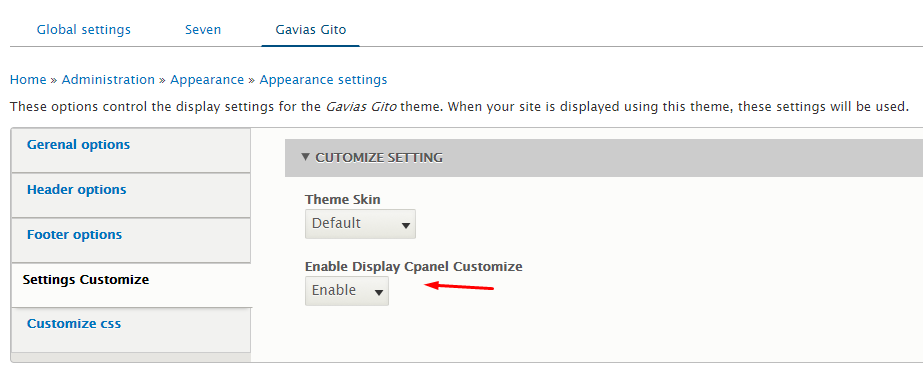 Global settings Seven Gavias Gito
Home » Administration » Appearance » Appearance settings
These options control the display settings for the Gavias Gito theme. When your site is displayed using this theme, these settings will be used.
Gerenal options
Header options
Footer options
Settings Customize
Customize css
▼ CUTOMIZE SETTING
Theme Skin
Default
Enable Display Cpanel Customize
Enable